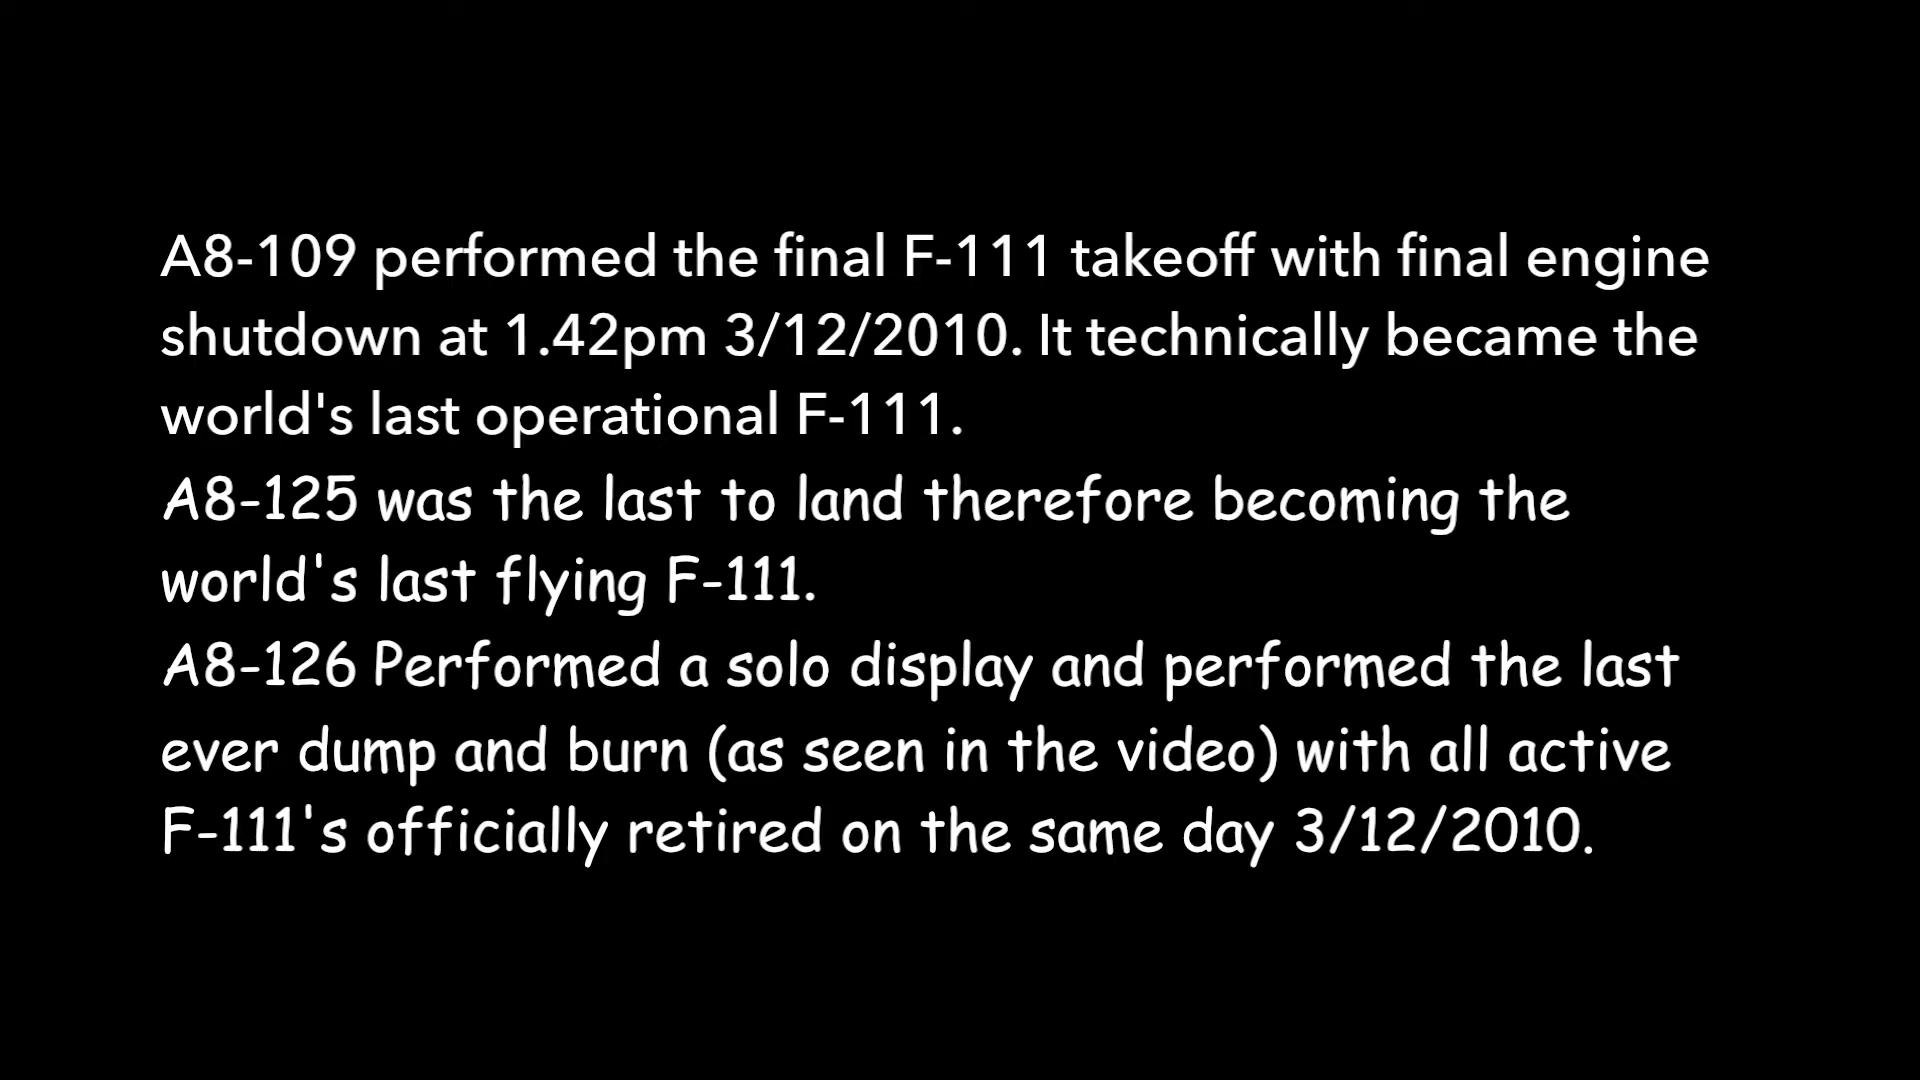 A8-109 performed the final F-111 takeoff with final engine
shutdown at 1.42pm 3/12/2010. It technically became the
world's last operational F-111.
A8-125 was the last to land therefore becoming the
world's last flying F-111.
A8-126 Performed a solo display and performed the last
ever dump and burn (as seen in the video) with all active
F-111's officially retired on the same day 3/12/2010.